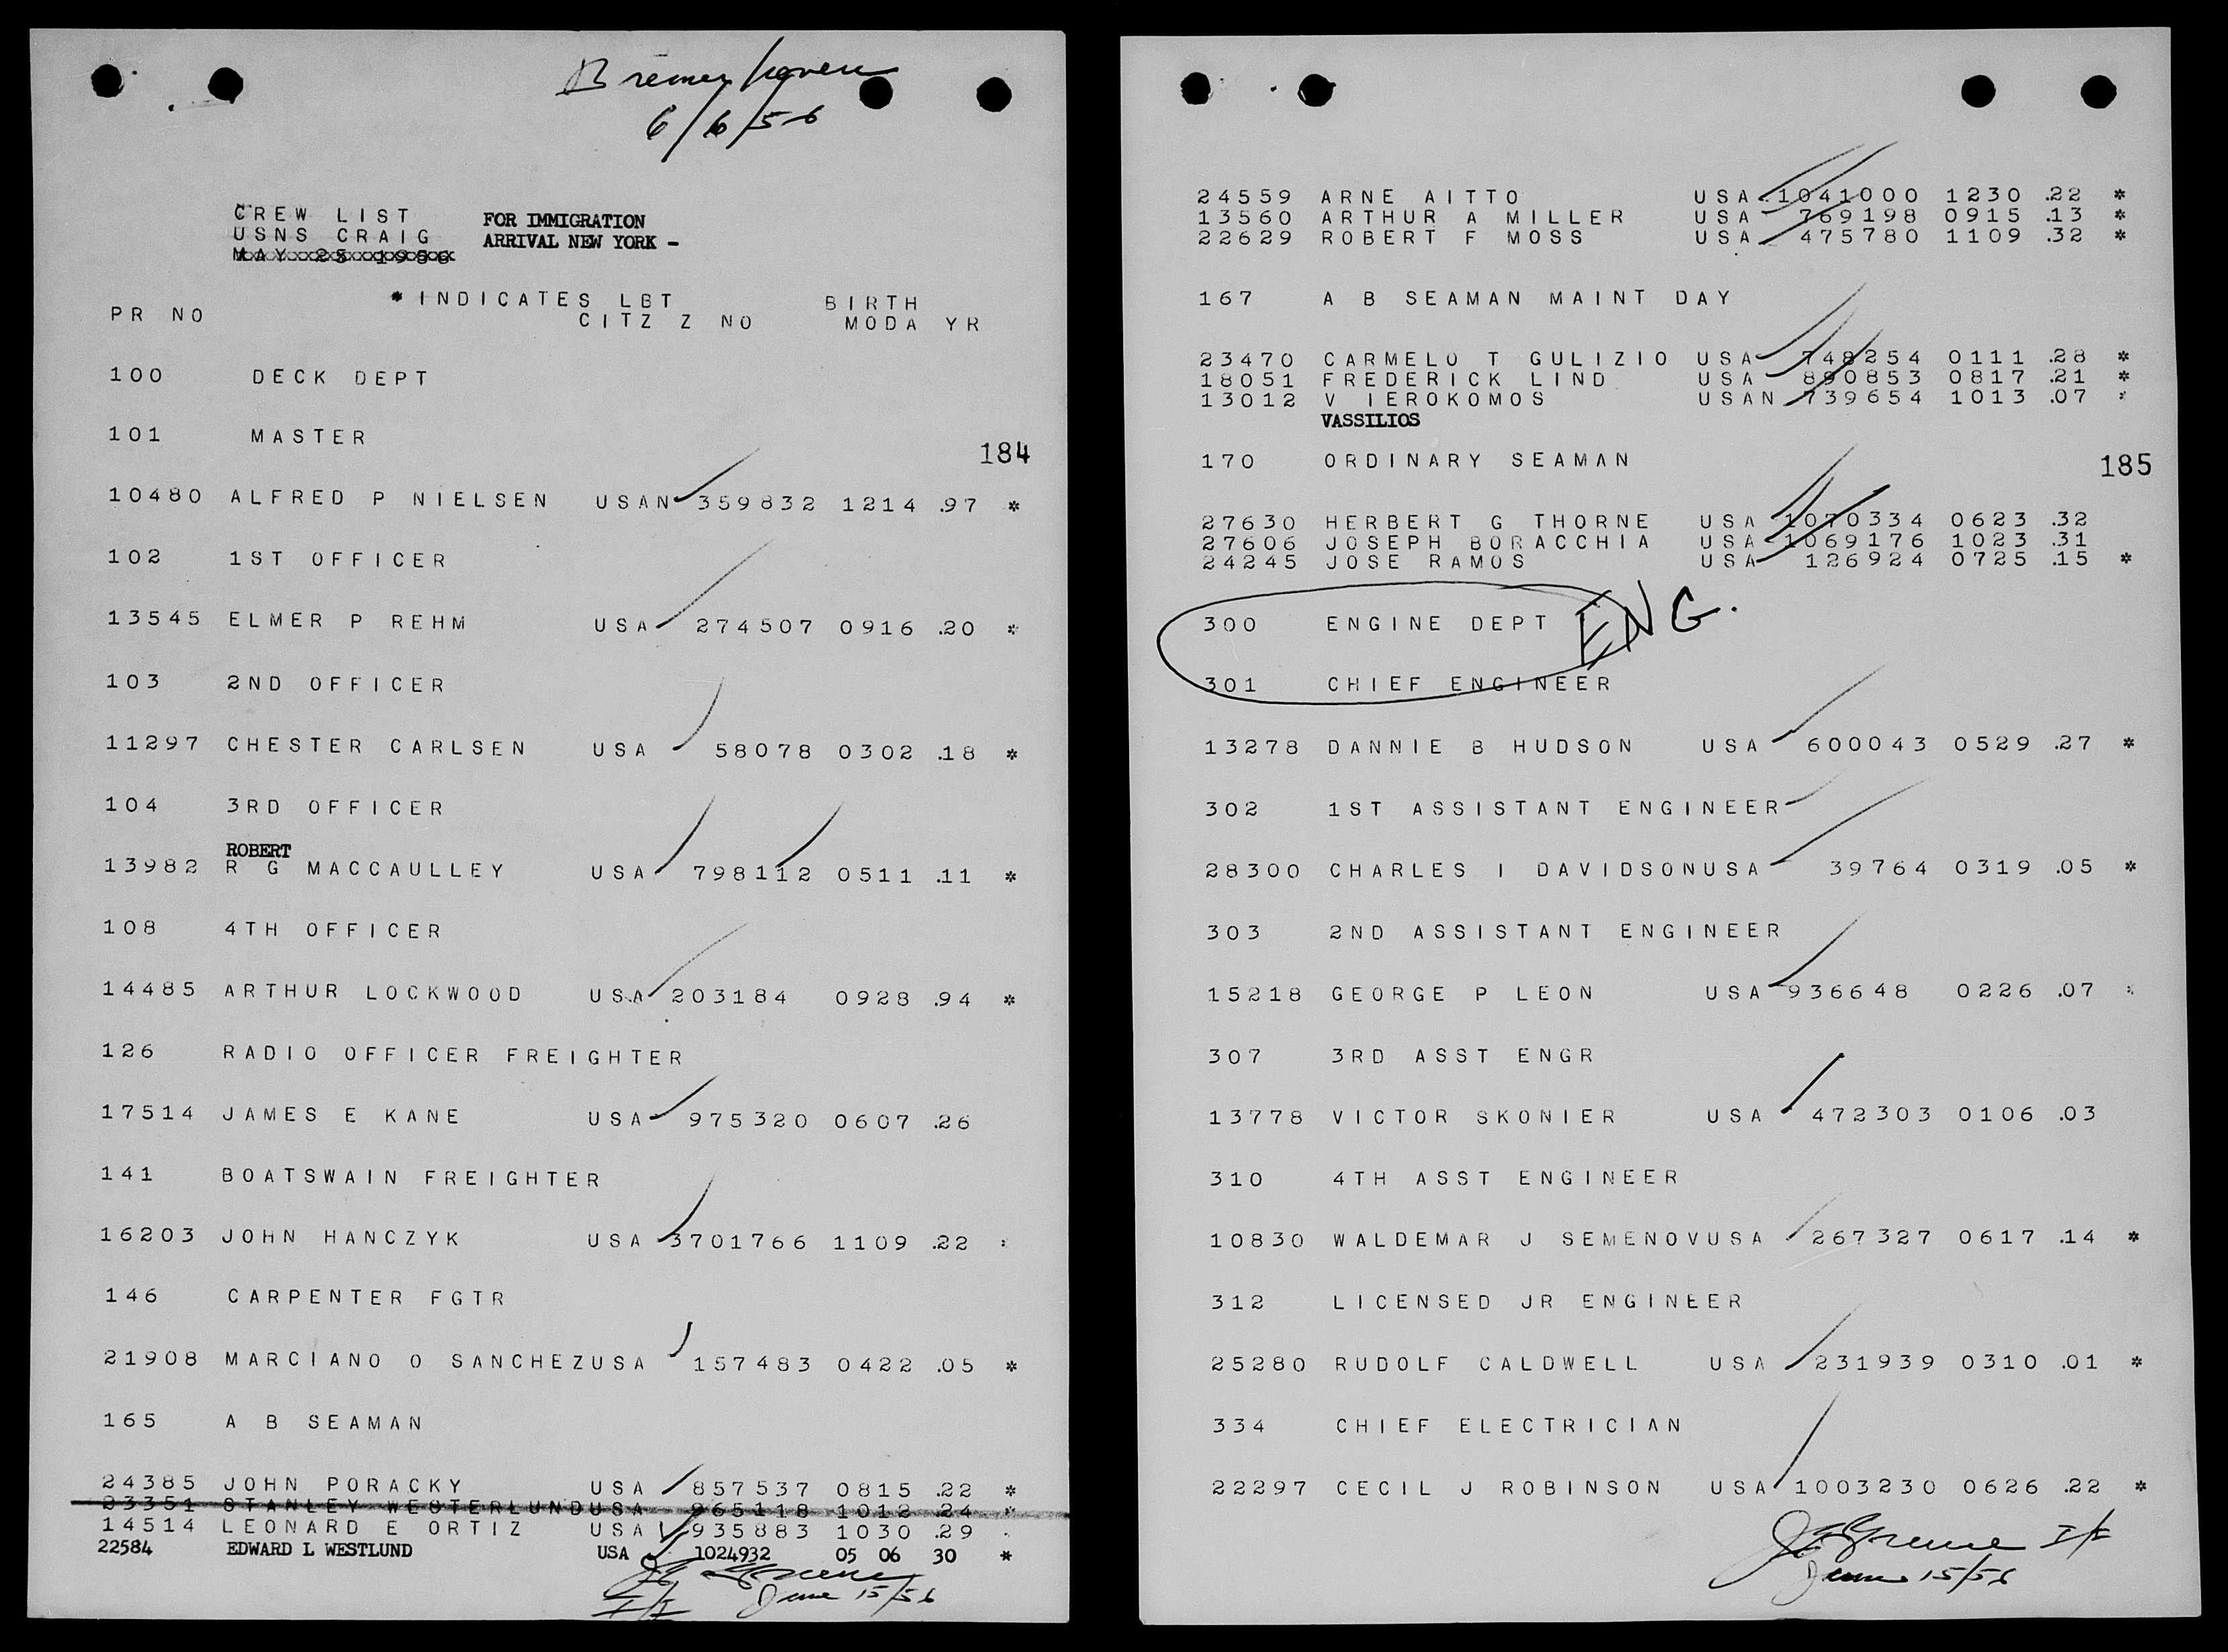 Bremerhaven
6/6/56
CREW LIST FOR IMMIGRATION
USNS CRAIG ARRIVAL NEW YORK -
MAY 25 1956
* INDICATES LBT BIRTH
PR NO CITZ Z NO MODA YR
100 DECK DEPT
101 MASTER
184
10480 ALFRED P NIELSEN USAN 359832 1214 .97 *
102 1ST OFFICER
13545 ELMER P REHM USA 274507 0916 .20 *
103 2ND OFFICER
11297 CHESTER CARLSEN USA 58078 0302 .18 *
104 3RD OFFICER
ROBERT
13982 R G MACCAULLEY USA 798112 0511 .11 *
108 4TH OFFICER
14485 ARTHUR LOCKWOOD USA 203184 0928 .94 *
126 RADIO OFFICER FREIGHTER
17514 JAMES E KANE USA 975320 0607 .26
141 BOATSWAIN FREIGHTER
16203 JOHN HANCZYK USA 3701766 1109 .22 *
146 CARPENTER FGTR
21908 MARCIANO O SANCHEZUSA 157483 0422 .05 *
165 A B SEAMAN
24385 JOHN PORACKY USA 857537 0815 .22 *
23351 STANLEY WESTERLUNDUSA 965118 1012 .24 *
14514 LEONARD E ORTIZ USA 935883 1030 .29 *
22584 EDWARD L WESTLUND USA 1024932 05 06 30 *
June 15/56
I/I
24559 ARNE AITTO USA 1041000 1230 .22 *
13560 ARTHUR A MILLER USA 769198 0915 .13 *
22629 ROBERT F MOSS USA 475780 1109 .32 *
167 A B SEAMAN MAINT DAY
23470 CARMELO T GULIZIO USA 748254 0111 .28 *
18051 FREDERICK LIND USA 890853 0817 .21 *
13012 V IEROKOMOS USAN 739654 1013 .07 *
VASSILIOS
170 ORDINARY SEAMAN
185
27630 HERBERT G THORNE USA 1070334 0623 .32
27606 JOSEPH BORACCHIA USA 1069176 1023 .31
24245 JOSE RAMOS USA 126924 0725 .15 *
300 ENGINE DEPT ENG.
301 CHIEF ENGINEER
13278 DANNIE B HUDSON USA 600043 0529 .27 *
302 1ST ASSISTANT ENGINEER
28300 CHARLES I DAVIDSONUSA 39764 0319 .05 *
303 2ND ASSISTANT ENGINEER
15218 GEORGE P LEON USA 936648 0226 .07 *
307 3RD ASST ENGR
13778 VICTOR SKONIER USA 472303 0106 .03
310 4TH ASST ENGINEER
10830 WALDEMAR J SEMENOVUSA 267327 0617 .14 *
312 LICENSED JR ENGINEER
25280 RUDOLF CALDWELL USA 231939 0310 .01 *
334 CHIEF ELECTRICIAN
22297 CECIL J ROBINSON USA 1003230 0626 .22 *
I/I
June 15/56